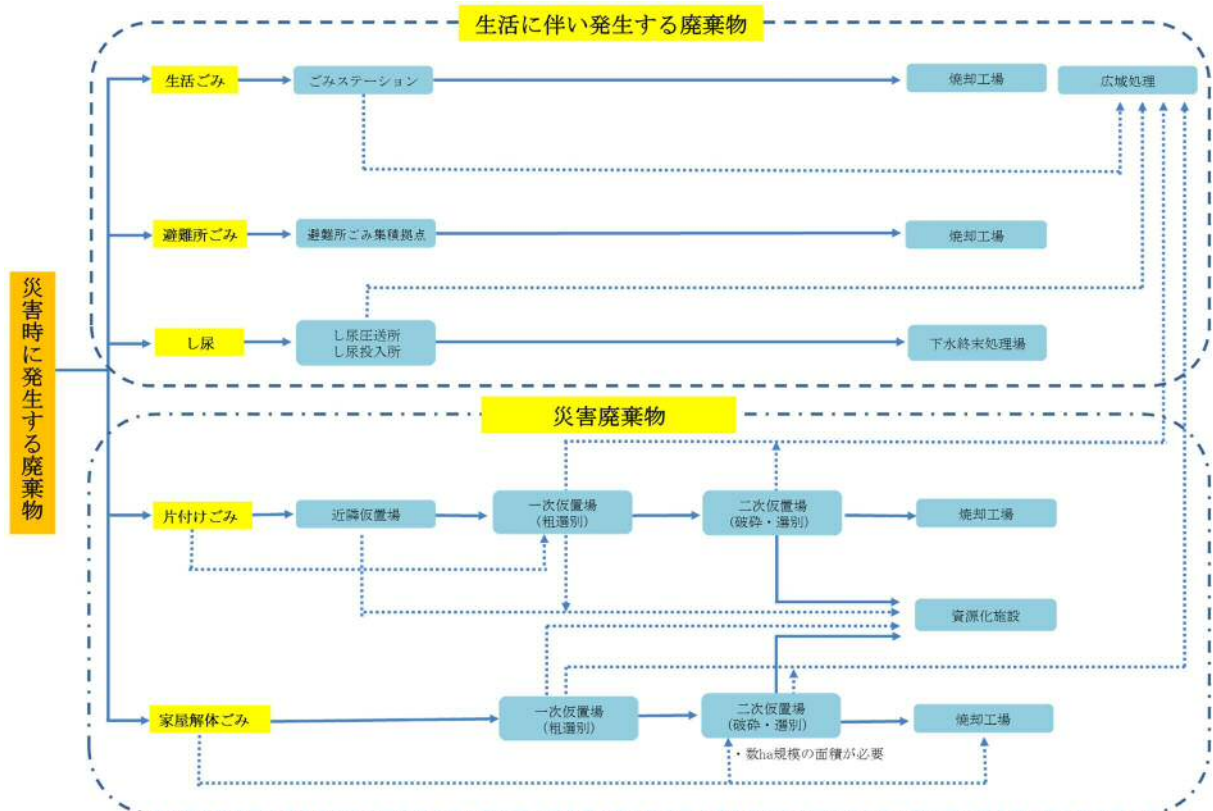 生活に伴い発生する廃棄物
生活ごみ
ごみステーション
焼却工場
広域処理
避難所ごみ
避難所ごみ集積拠点
焼却工場
し尿
し尿圧送所
し尿投入所
下水終末処理場
災害時に発生する廃棄物
災害廃棄物
片付けごみ
近隣仮置場
一次仮置場
(粗選別)
二次仮置場
(破砕・選別)
焼却工場
資源化施設
家屋解体ごみ
一次仮置場
(粗選別)
二次仮置場
(破砕・選別)
焼却工場
・数ha規模の面積が必要